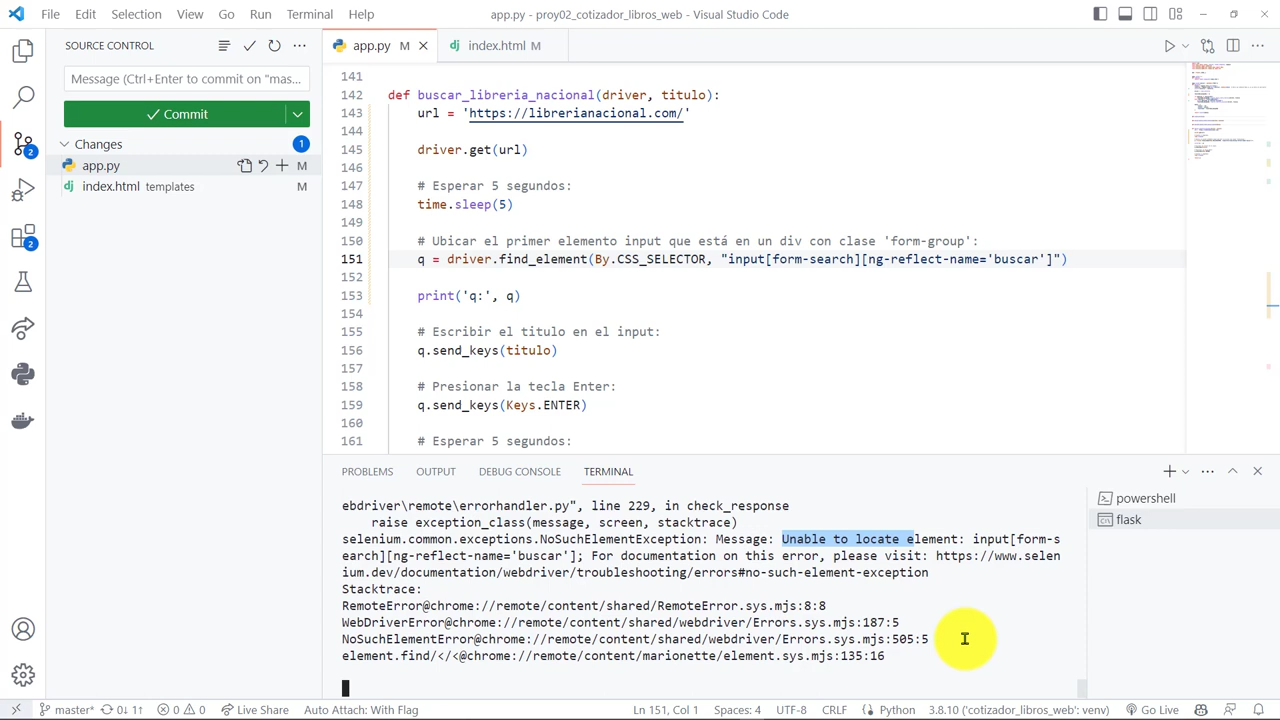 File Edit Selection View Go Run Terminal Help
app.py - proy02_cotizador_libros_web - Visual Studio Code
SOURCE CONTROL
app.py M
index.html M
Message (Ctrl+Enter to commit on "mas...
Commit
Changes 1
app.py M
index.html templates M
2
2
141
142
143
144
145
146
147 # Esperar 5 segundos:
148 time.sleep(5)
149
150 # Ubicar el primer elemento input que está en un div con clase 'form-group':
151 q = driver.find_element(By.CSS_SELECTOR, "input[form-search][ng-reflect-name='buscar']")
152
153 print('q:', q)
154
155 # Escribir el titulo en el input:
156 q.send_keys(titulo)
157
158 # Presionar la tecla Enter:
159 q.send_keys(Keys.ENTER)
160
161 # Esperar 5 segundos:
PROBLEMS OUTPUT DEBUG CONSOLE TERMINAL
powershell
flask
ebdriver\remote\errorhandler.py", line 229, in check_response
raise exception_class(message, screen, stacktrace)
selenium.common.exceptions.NoSuchElementException: Message: Unable to locate element: input[form-s
earch][ng-reflect-name='buscar']; For documentation on this error, please visit: https://www.selen
ium.dev/documentation/webdriver/troubleshooting/errors#no-such-element-exception
Stacktrace:
RemoteError@chrome://remote/content/shared/RemoteError.sys.mjs:8:8
WebDriverError@chrome://remote/content/shared/webdriver/Errors.sys.mjs:187:5
NoSuchElementError@chrome://remote/content/shared/webdriver/Errors.sys.mjs:505:5
element.find/</<@chrome://remote/content/marionette/element.sys.mjs:135:16
master* 0↓ 1↑ 0 0 Live Share Auto Attach: With Flag Ln 151, Col 1 Spaces: 4 UTF-8 CRLF Python 3.8.10 ('cotizador_libros_web': venv) Go Live